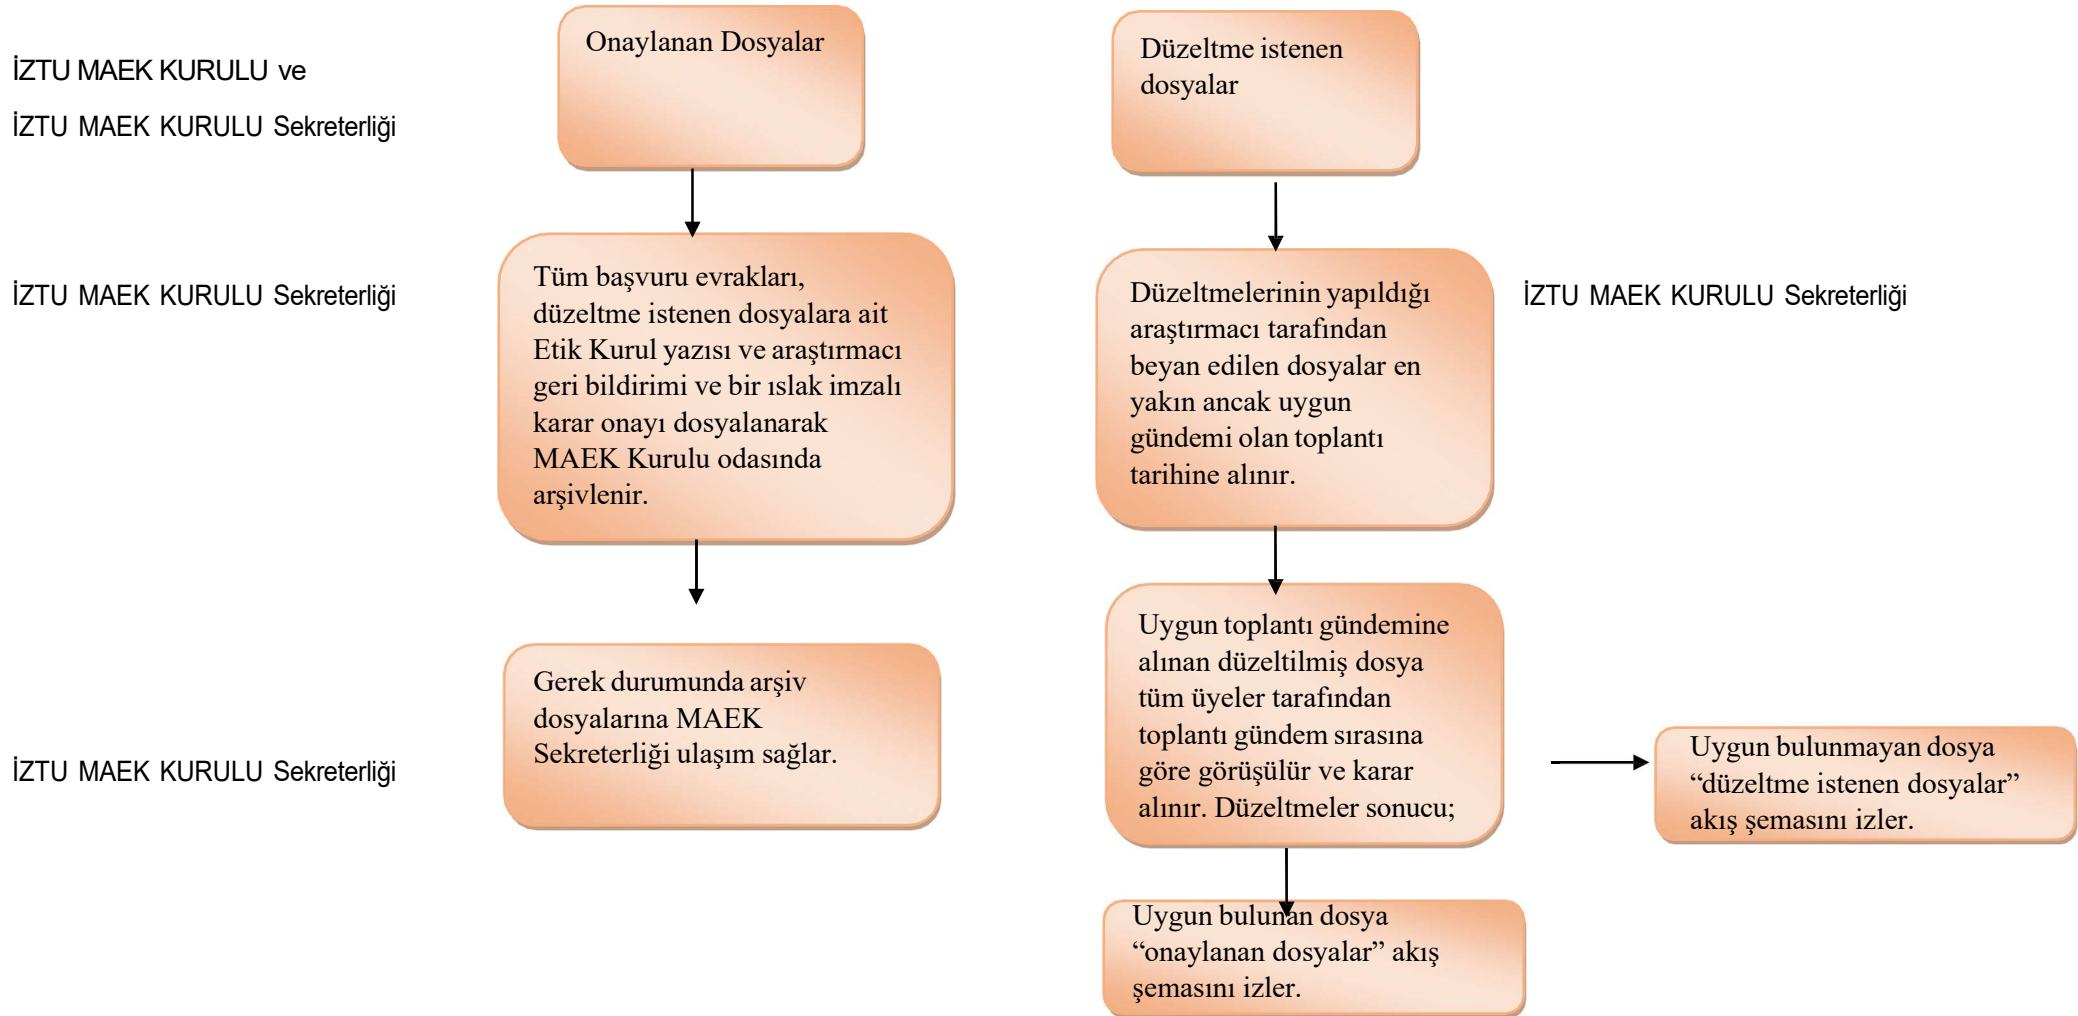 İZTU MAEK KURULU ve
İZTU MAEK KURULU Sekreterliği
Onaylanan Dosyalar
Düzeltme istenen
dosyalar
İZTU MAEK KURULU Sekreterliği
Tüm başvuru evrakları,
düzeltme istenen dosyalara ait
Etik Kurul yazısı ve araştırmacı
geri bildirimi ve bir ıslak imzalı
karar onayı dosyalanarak
MAEK Kurulu odasında
arşivlenir.
Düzeltmelerinin yapıldığı
araştırmacı tarafından
beyan edilen dosyalar en
yakın ancak uygun
gündemi olan toplantı
tarihine alınır.
İZTU MAEK KURULU Sekreterliği
İZTU MAEK KURULU Sekreterliği
Gerek durumunda arşiv
dosyalarına MAEK
Sekreterliği ulaşım sağlar.
Uygun toplantı gündemine
alınan düzeltilmiş dosya
tüm üyeler tarafından
toplantı gündem sırasına
göre görüşülür ve karar
alınır. Düzeltmeler sonucu;
Uygun bulunmayan dosya
“düzeltme istenen dosyalar”
akış şemasını izler.
Uygun bulunan dosya
“onaylanan dosyalar” akış
şemasını izler.